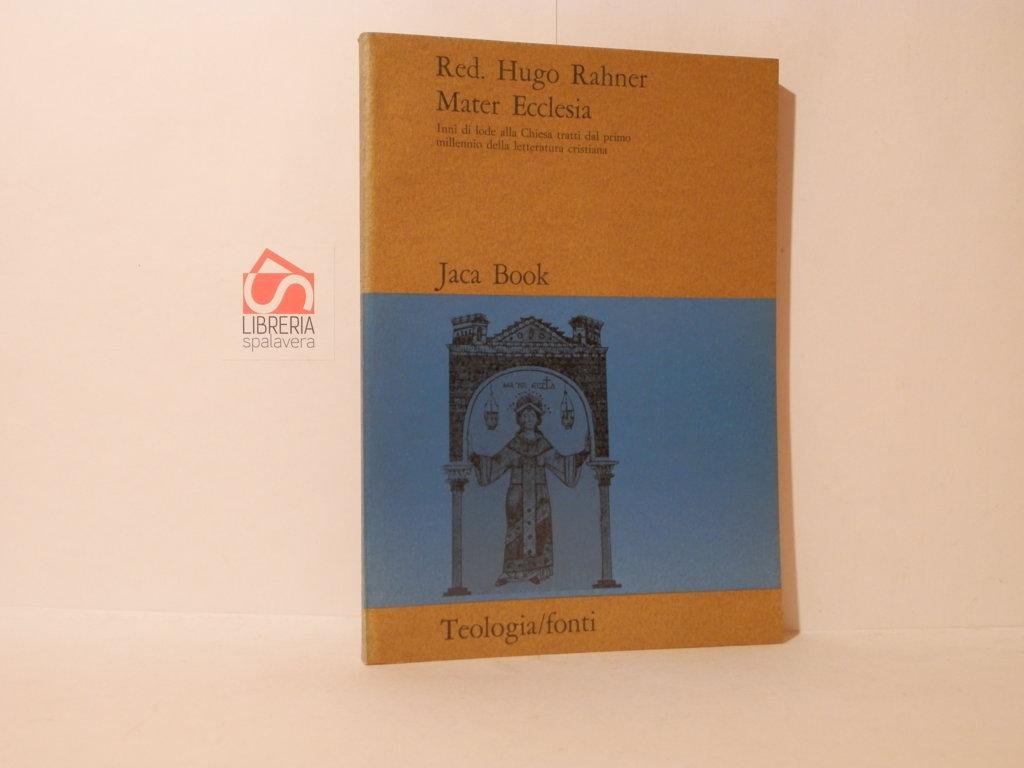 Red. Hugo Rahner
Mater Ecclesia
Inni di lode alla Chiesa tratti dal primo
millennio della letteratura cristiana
Jaca Book
LIBRERIA
spalavera
Teologia/fonti